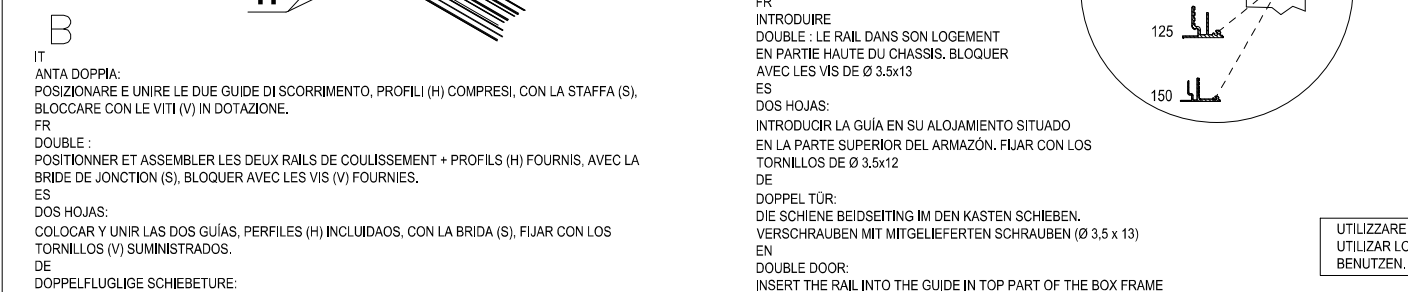 H
B
IT
ANTA DOPPIA:
POSIZIONARE E UNIRE LE DUE GUIDE DI SCORRIMENTO, PROFILI (H) COMPRESI, CON LA STAFFA (S),
BLOCCARE CON LE VITI (V) IN DOTAZIONE.
FR
DOUBLE :
POSITIONNER ET ASSEMBLER LES DEUX RAILS DE COULISSEMENT + PROFILS (H) FOURNIS, AVEC LA
BRIDE DE JONCTION (S), BLOQUER AVEC LES VIS (V) FOURNIES.
ES
DOS HOJAS:
COLOCAR Y UNIR LAS DOS GUÍAS, PERFILES (H) INCLUIDAOS, CON LA BRIDA (S), FIJAR CON LOS
TORNILLOS (V) SUMINISTRADOS.
DE
DOPPELFLUGLIGE SCHIEBETURE:
FR
INTRODUIRE
DOUBLE : LE RAIL DANS SON LOGEMENT
EN PARTIE HAUTE DU CHASSIS. BLOQUER
AVEC LES VIS DE Ø 3.5x13
ES
DOS HOJAS:
INTRODUCIR LA GUÍA EN SU ALOJAMIENTO SITUADO
EN LA PARTE SUPERIOR DEL ARMAZÓN. FIJAR CON LOS
TORNILLOS DE Ø 3.5x12
DE
DOPPEL TÜR:
DIE SCHIENE BEIDSEITING IM DEN KASTEN SCHIEBEN.
VERSCHRAUBEN MIT MITGELIEFERTEN SCHRAUBEN (Ø 3,5 x 13)
EN
DOUBLE DOOR:
INSERT THE RAIL INTO THE GUIDE IN TOP PART OF THE BOX FRAME
125
150
UTILIZZARE
UTILIZAR LO
BENUTZEN.